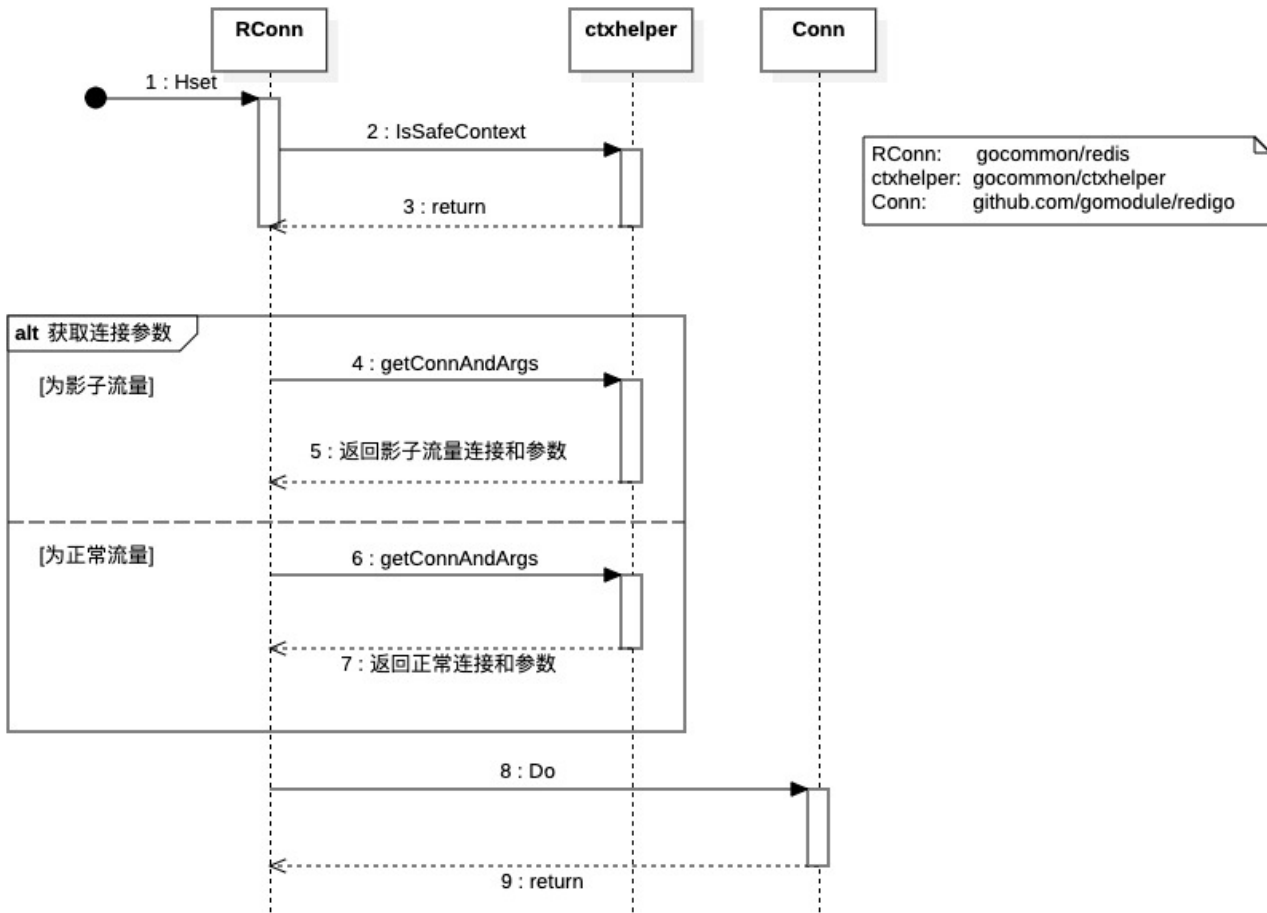 RConn
ctxhelper
Conn
1 : Hset
2 : IsSafeContext
3 : return
RConn: gocommon/redis
ctxhelper: gocommon/ctxhelper
Conn: github.com/gomodule/redigo
alt 获取连接参数
[为影子流量]
4 : getConnAndArgs
5 : 返回影子流量连接和参数
[为正常流量]
6 : getConnAndArgs
7 : 返回正常连接和参数
8 : Do
9 : return